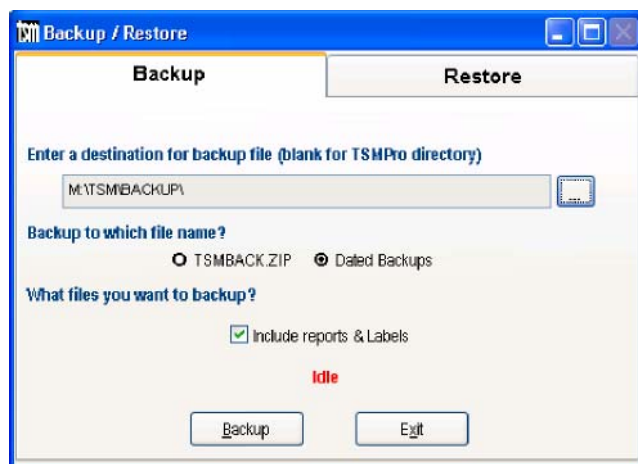 tsm Backup / Restore
Backup Restore
Enter a destination for backup file (blank for TSMPro directory)
M:\TSM\BACKUP\ ...
Backup to which file name?
TSMBACK.ZIP Dated Backups
What files you want to backup?
Include reports & Labels
Idle
Backup Exit